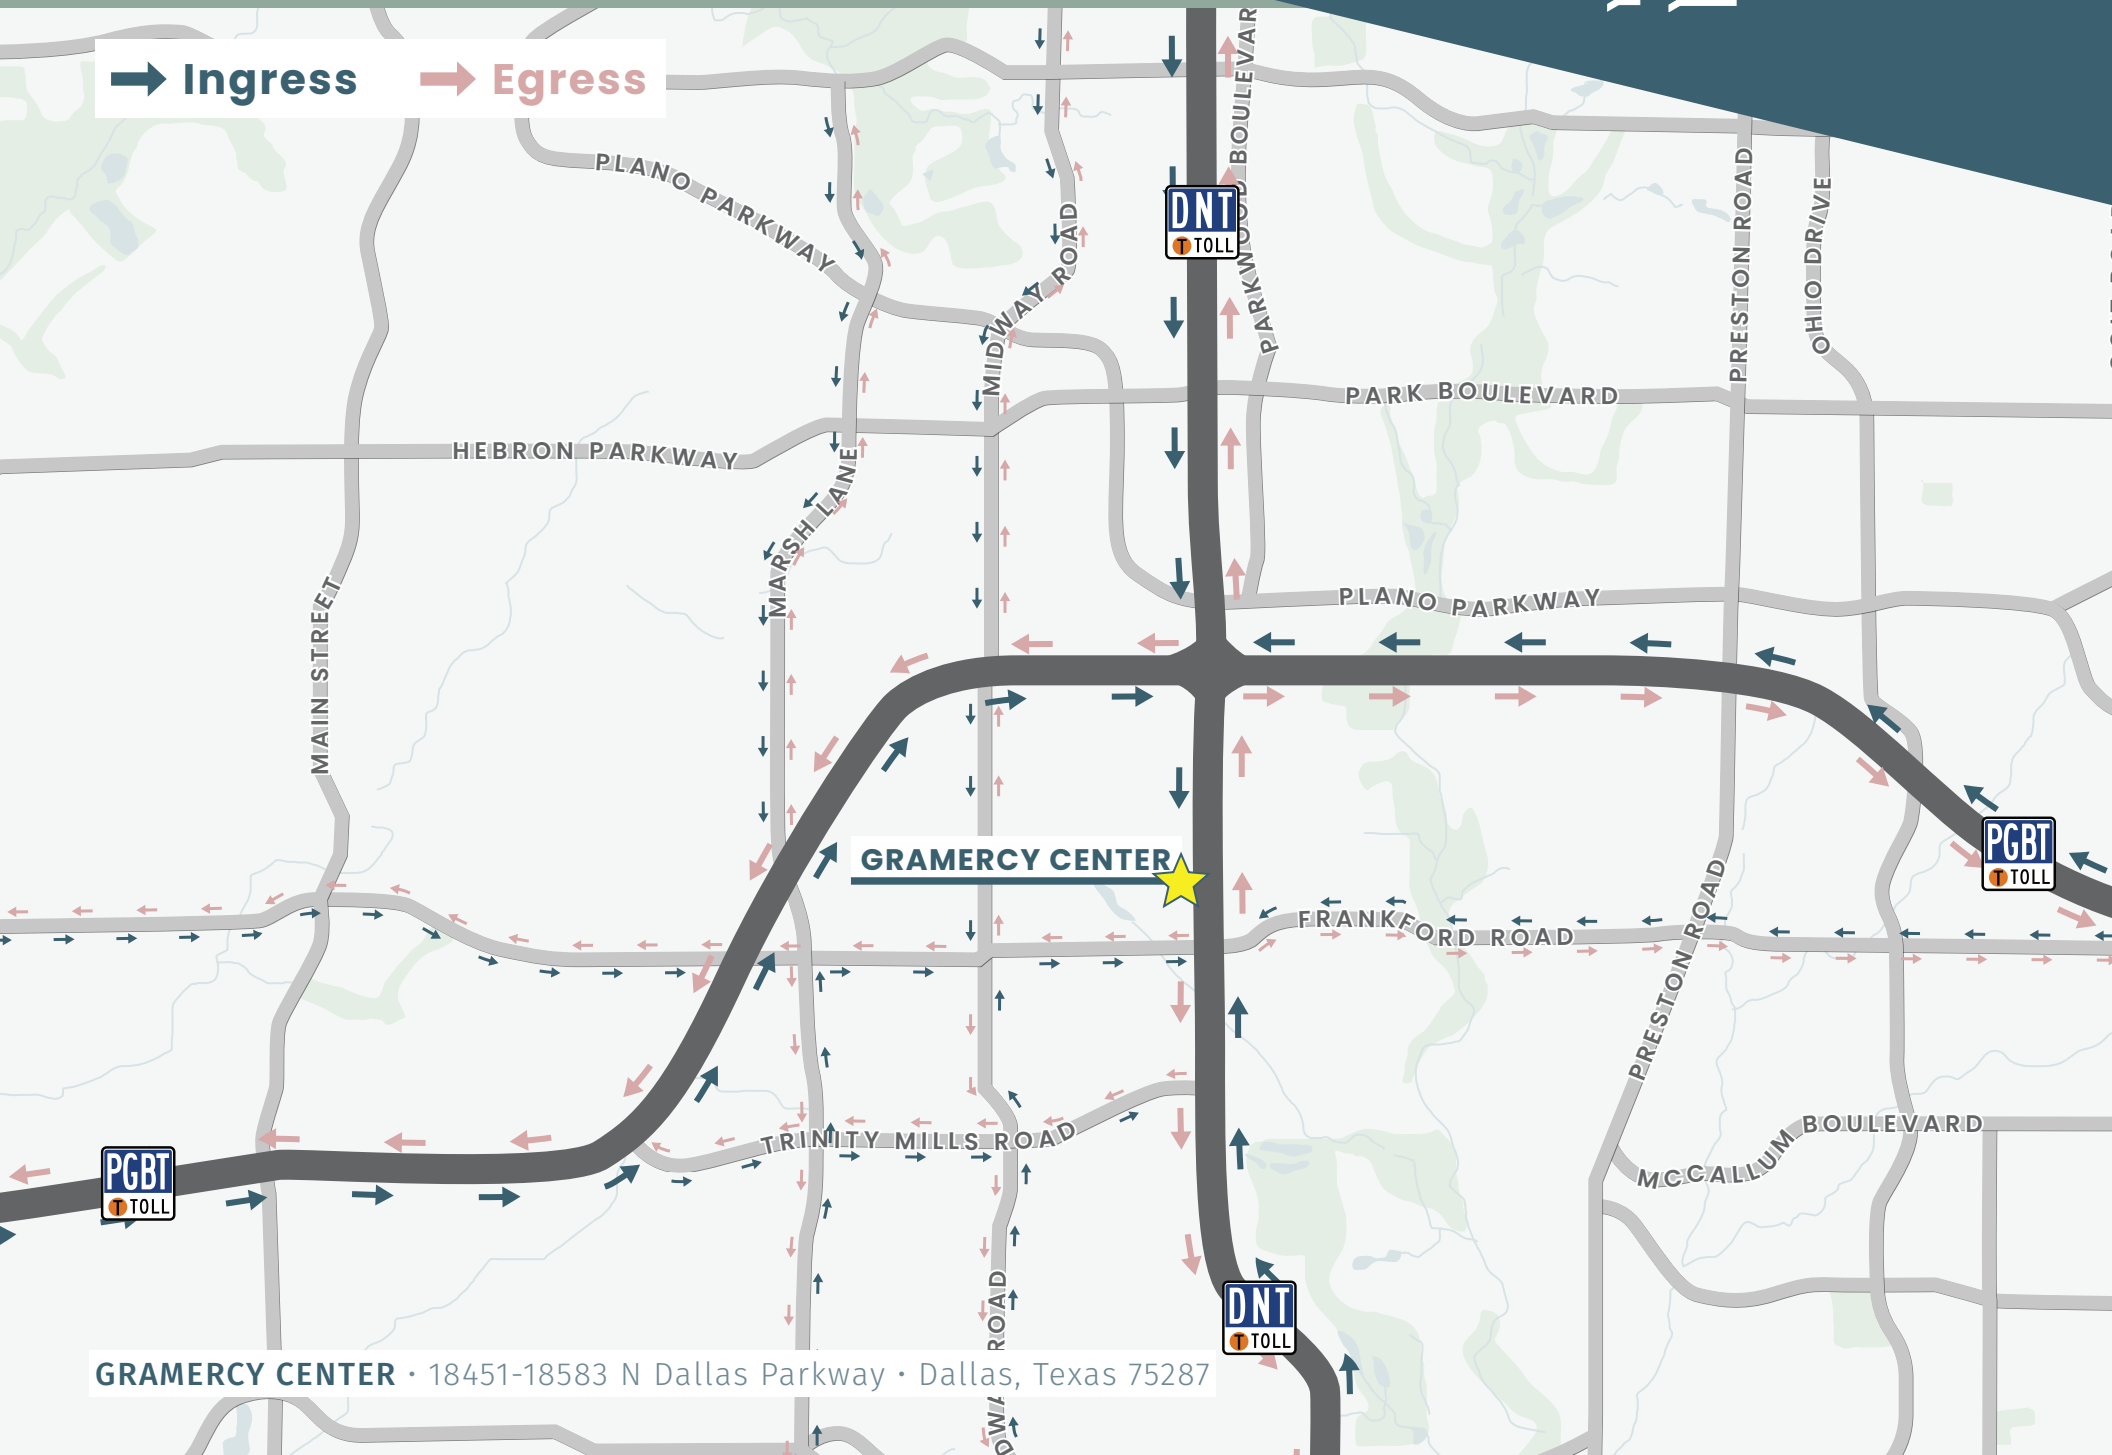 Ingress
Egress
PLANO PARKWAY
MIDWAY ROAD
DNT
TOLL
PARKWOOD BOULEVAR
PRESTON ROAD
OHIO DRIVE
HEBRON PARKWAY
PARK BOULEVARD
MARSH LANE
MAIN STREET
PLANO PARKWAY
GRAMERCY CENTER
PGBT
TOLL
FRANKFORD ROAD
PRESTON ROAD
TRINITY MILLS ROAD
MCCALLUM BOULEVARD
PGBT
TOLL
DNT
TOLL
ROAD
GRAMERCY CENTER • 18451-18583 N Dallas Parkway • Dallas, Texas 75287